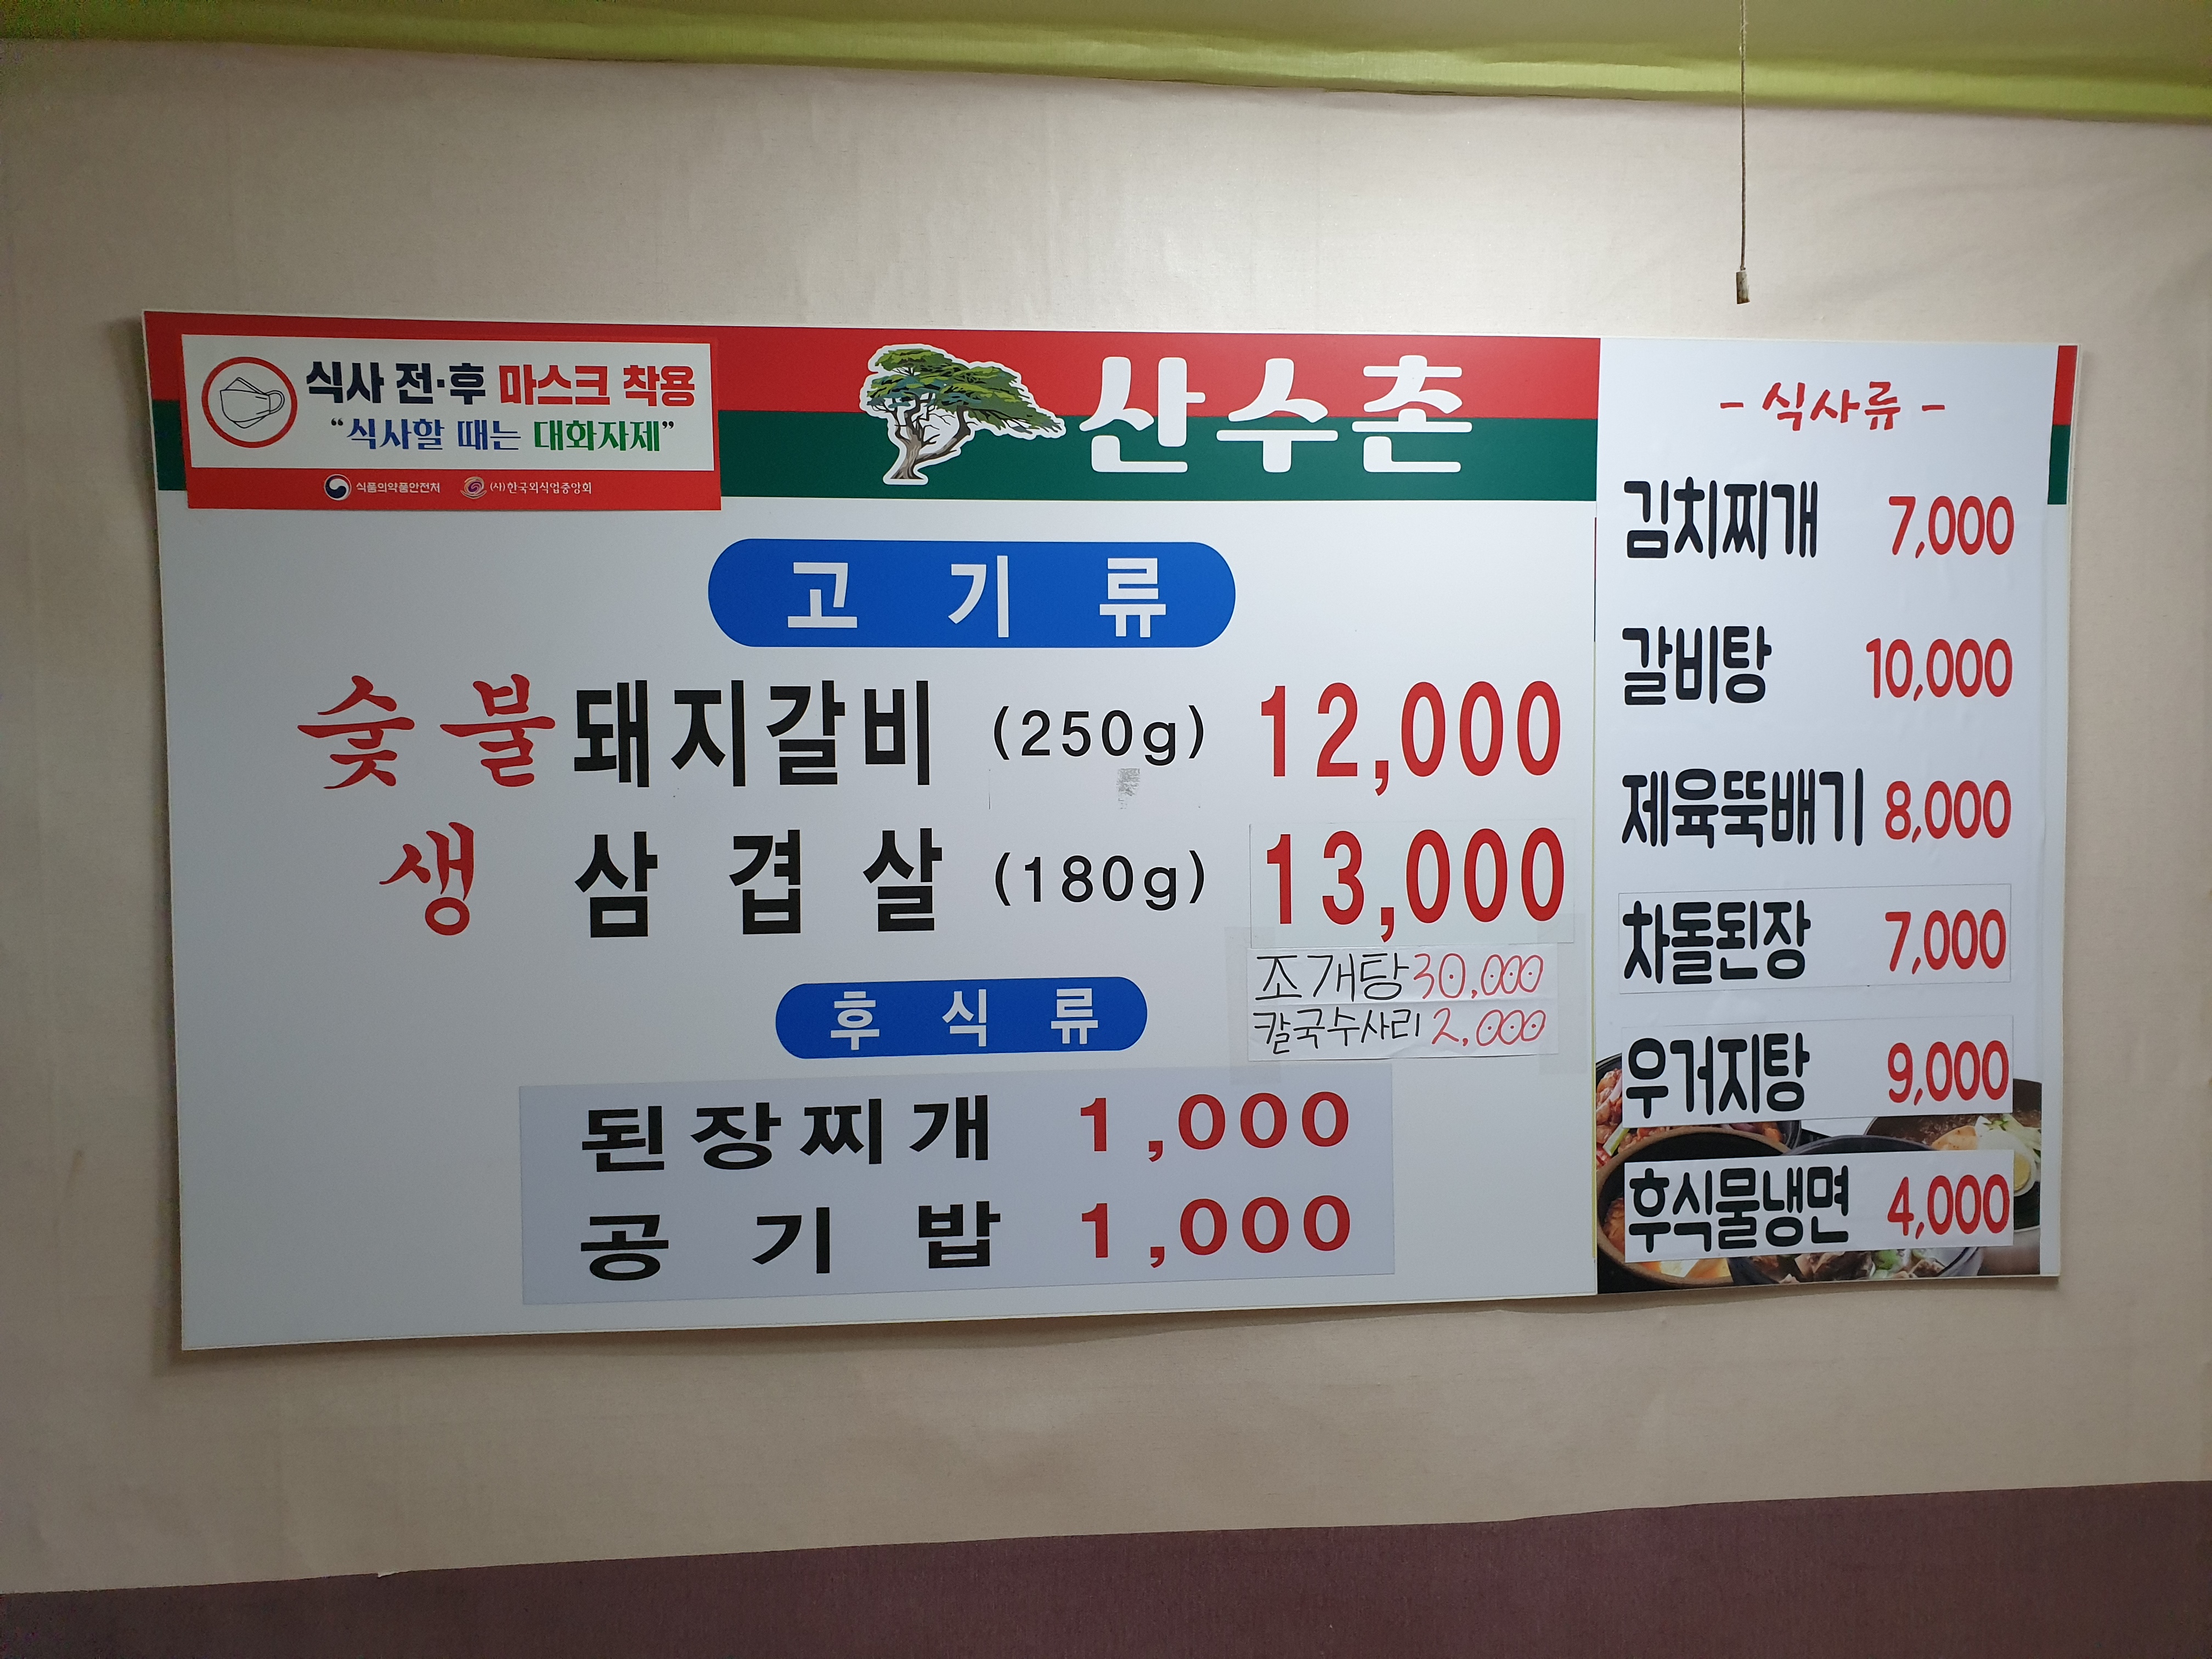 식사 전·후 마스크 착용
“식사할 때는 대화자제”
식품의약품안전처 (사)한국외식업중앙회
산수촌
고기류
숯불돼지갈비 (250g) 12,000
생삼겹살 (180g) 13,000
조개탕 30,000
칼국수사리 2,000
후식류
된장찌개 1,000
공기밥 1,000
- 식사류 -
김치찌개 7,000
갈비탕 10,000
제육뚝배기 8,000
차돌된장 7,000
우거지탕 9,000
후식물냉면 4,000